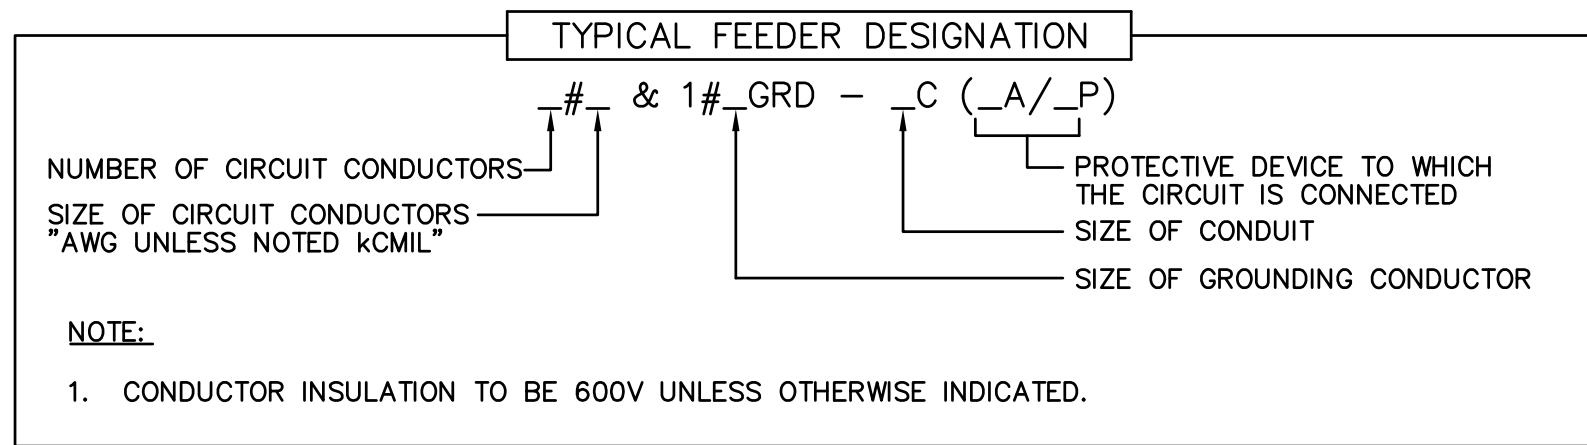 TYPICAL FEEDER DESIGNATION
_#_ & 1#_GRD - _C (_A/_P)
NUMBER OF CIRCUIT CONDUCTORS
SIZE OF CIRCUIT CONDUCTORS
"AWG UNLESS NOTED kCMIL"
PROTECTIVE DEVICE TO WHICH
THE CIRCUIT IS CONNECTED
SIZE OF CONDUIT
SIZE OF GROUNDING CONDUCTOR
NOTE:
1. CONDUCTOR INSULATION TO BE 600V UNLESS OTHERWISE INDICATED.